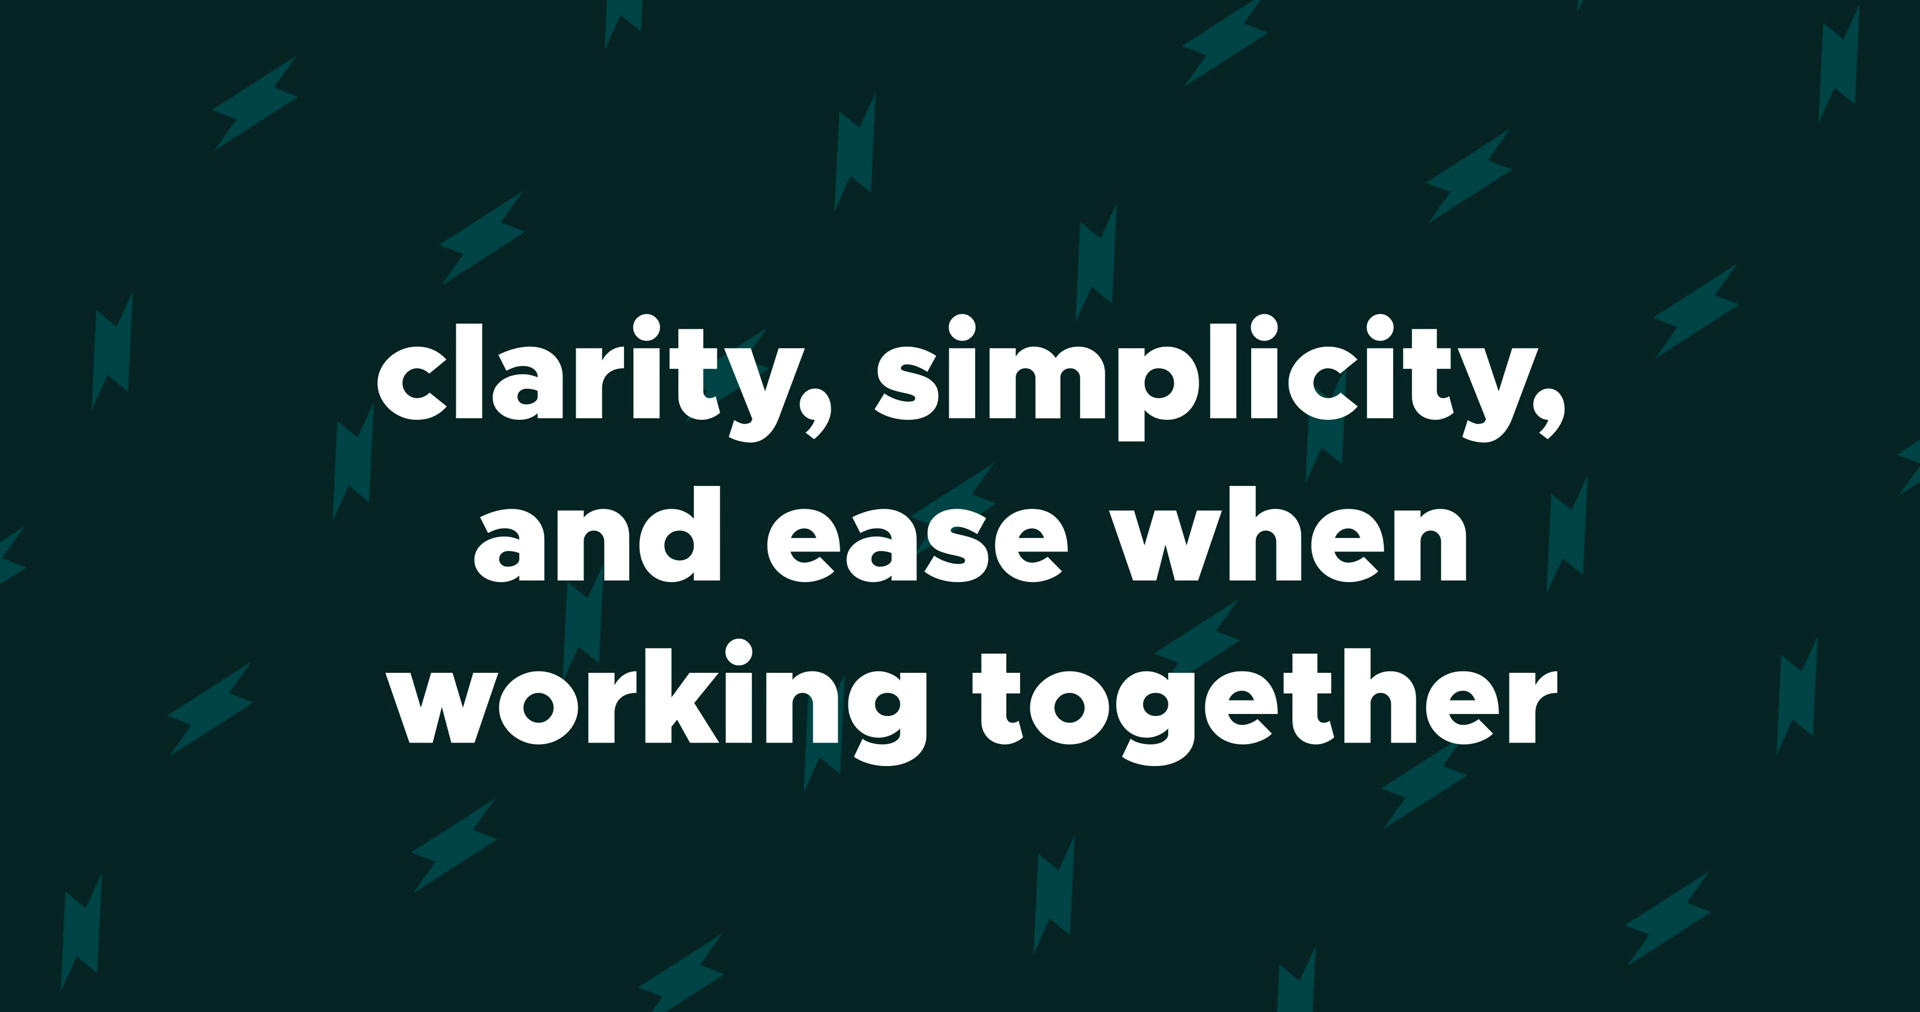 clarity, simplicity,
and ease when
working together